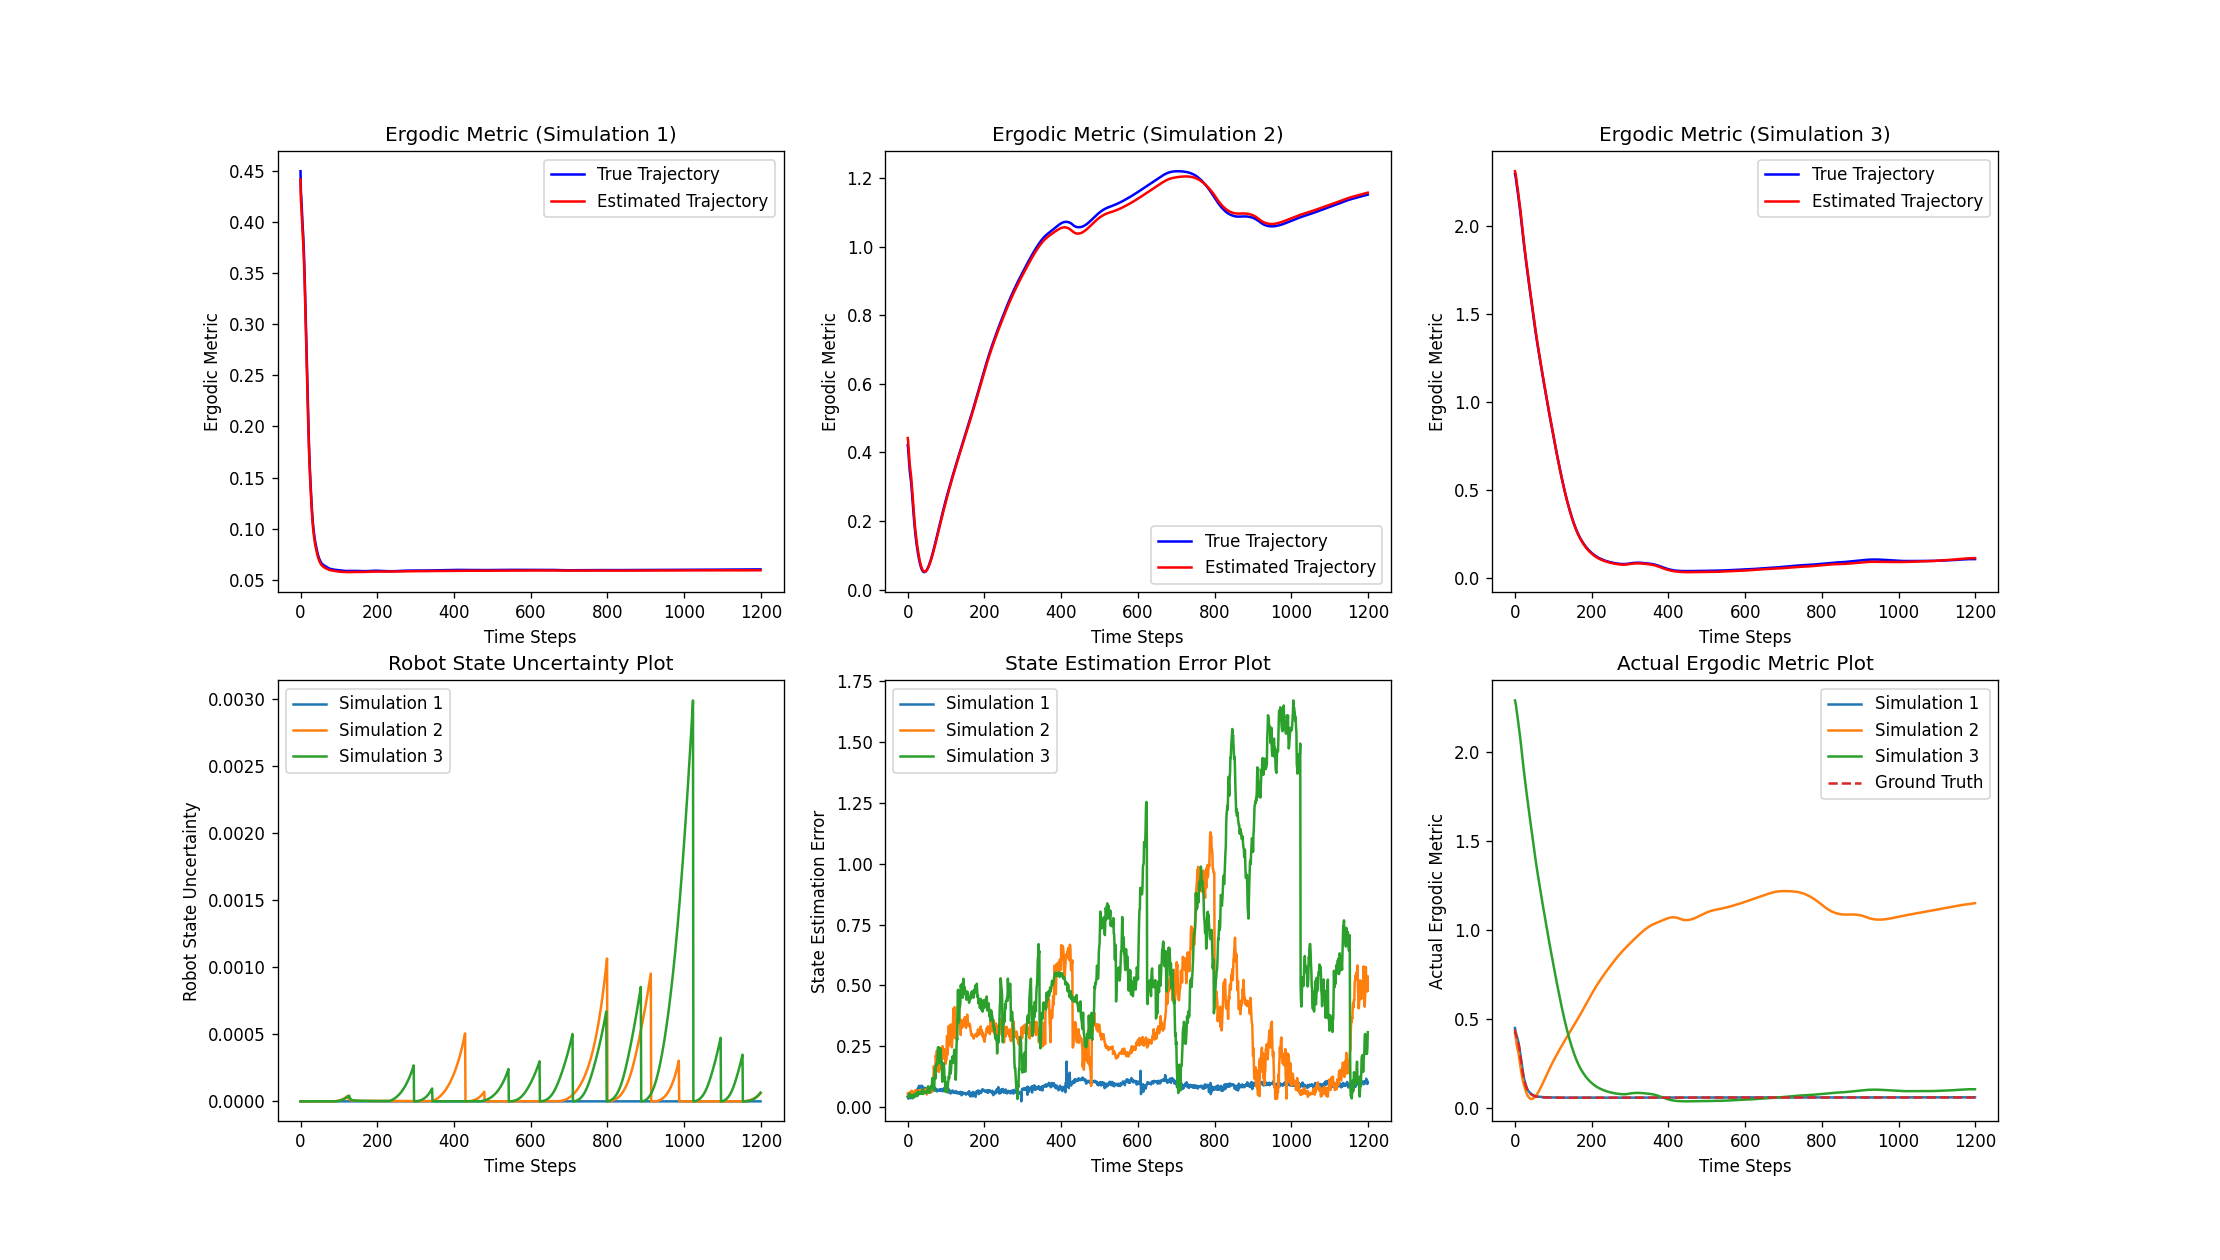 Ergodic Metric (Simulation 1)
Ergodic Metric
0.45
0.40
0.35
0.30
0.25
0.20
0.15
0.10
0.05
True Trajectory
Estimated Trajectory
0 200 400 600 800 1000 1200
Time Steps
Ergodic Metric (Simulation 2)
Ergodic Metric
1.2
1.0
0.8
0.6
0.4
0.2
0.0
True Trajectory
Estimated Trajectory
0 200 400 600 800 1000 1200
Time Steps
Ergodic Metric (Simulation 3)
Ergodic Metric
2.0
1.5
1.0
0.5
0.0
True Trajectory
Estimated Trajectory
0 200 400 600 800 1000 1200
Time Steps
Robot State Uncertainty Plot
Robot State Uncertainty
0.0030
0.0025
0.0020
0.0015
0.0010
0.0005
0.0000
Simulation 1
Simulation 2
Simulation 3
0 200 400 600 800 1000 1200
Time Steps
State Estimation Error Plot
State Estimation Error
1.75
1.50
1.25
1.00
0.75
0.50
0.25
0.00
Simulation 1
Simulation 2
Simulation 3
0 200 400 600 800 1000 1200
Time Steps
Actual Ergodic Metric Plot
Actual Ergodic Metric
2.0
1.5
1.0
0.5
0.0
Simulation 1
Simulation 2
Simulation 3
Ground Truth
0 200 400 600 800 1000 1200
Time Steps